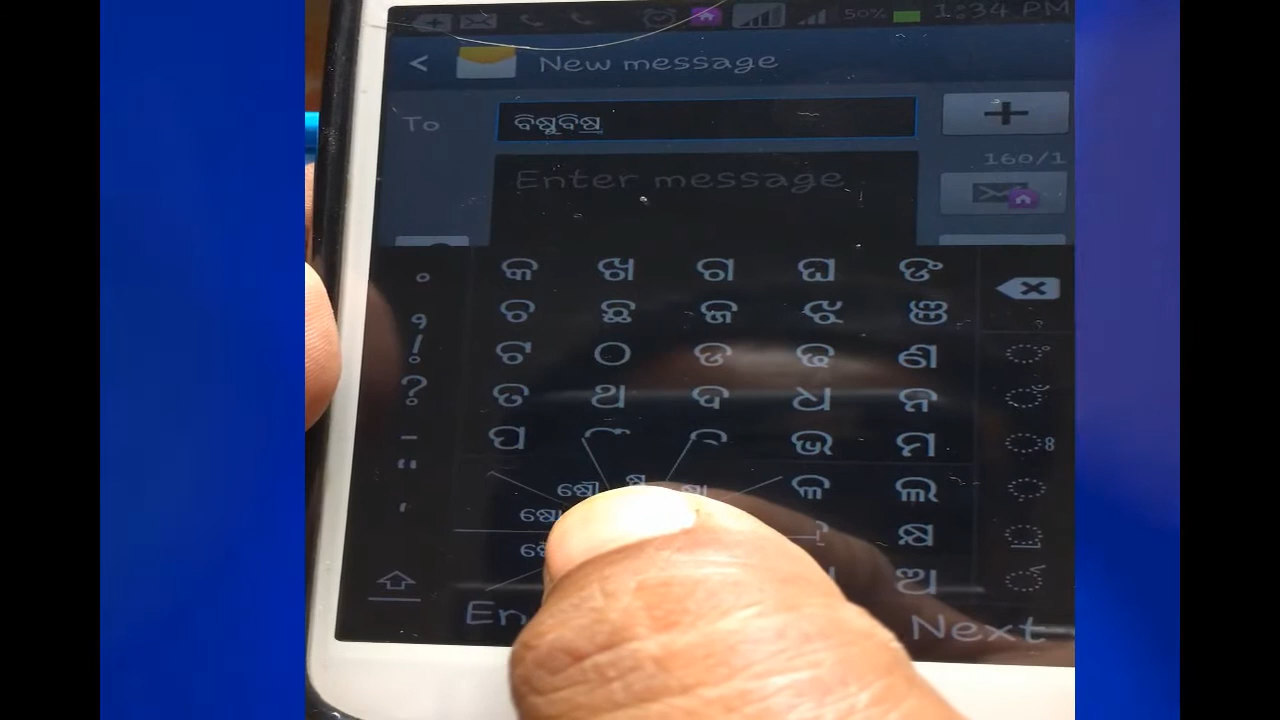 50% 1:34 PM
New message
To
ବିଷ୍ଣୁବିଷ୍ଣ
160/1
Enter message
କ ଖ ଗ ଘ ଙ
ଚ ଛ ଜ ଝ ଞ
, !
ଟ ଠ ଡ ଢ ଣ
?
ତ ଥ ଦ ଧ ନ
-
ପ ଭ ମ
"
ଷୌ ଳ ଲ
ଷୋ କ୍ଷ
ଅ
Next